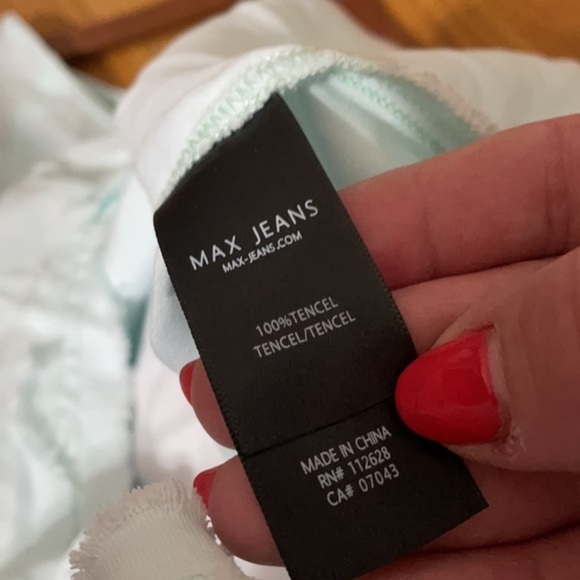 MAX JEANS
MAX-JEANS.COM
100%TENCEL
TENCEL/TENCEL
MADE IN CHINA
RN# 112628
CA# 07043